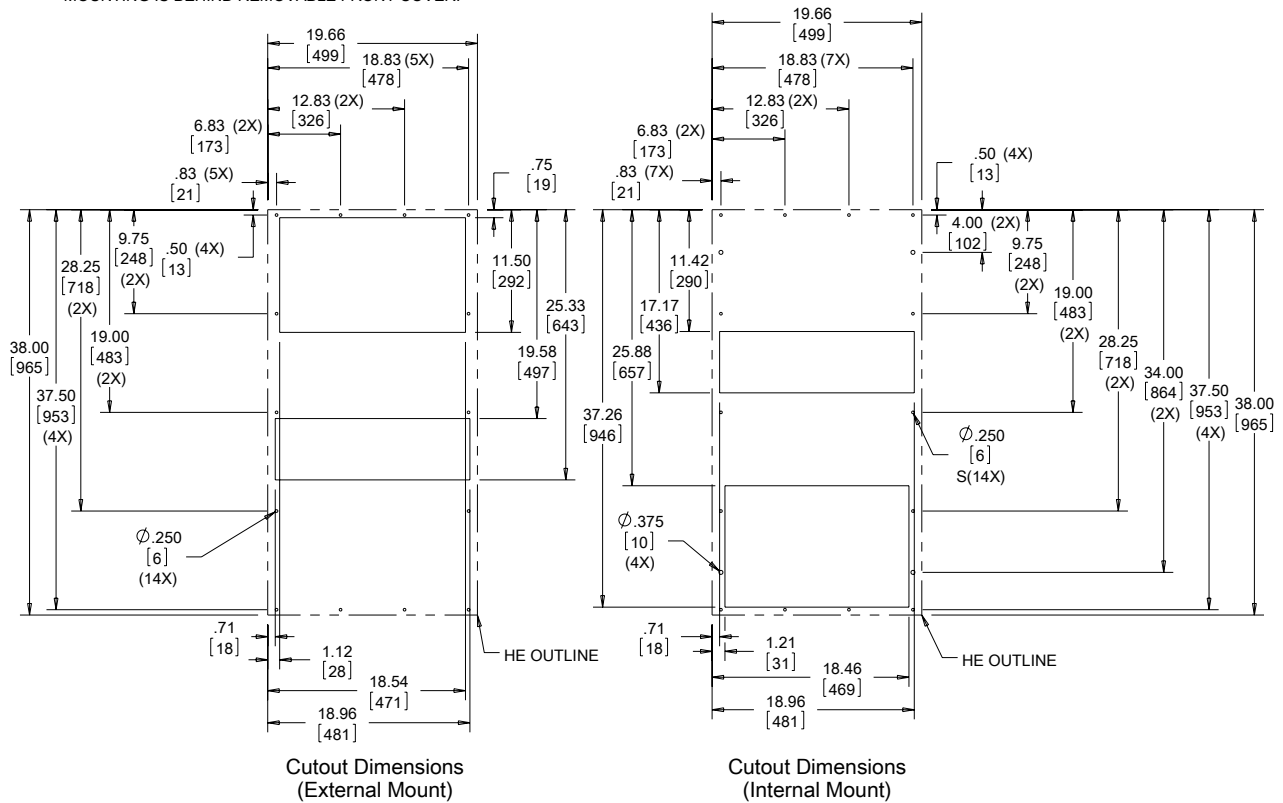 19.66
[499]
18.83 (5X)
[478]
12.83 (2X)
[326]
6.83 (2X)
[173]
.83 (5X)
[21]
.75
[19]
9.75
[248]
(2X)
.50 (4X)
[13]
28.25
[718]
(2X)
11.50
[292]
25.33
[643]
19.00
[483]
(2X)
19.58
[497]
38.00
[965]
37.50
[953]
(4X)
Ø.250
[6]
(14X)
.71
[18]
1.12
[28]
HE OUTLINE
18.54
[471]
18.96
[481]
Cutout Dimensions
(External Mount)
19.66
[499]
18.83 (7X)
[478]
12.83 (2X)
[326]
6.83 (2X)
[173]
.83 (7X)
[21]
.50 (4X)
[13]
4.00 (2X)
[102]
9.75
[248]
(2X)
11.42
[290]
17.17
[436]
19.00
[483]
(2X)
25.88
[657]
28.25
[718]
(2X)
34.00
[864]
(2X)
37.26
[946]
37.50
[953]
(4X)
38.00
[965]
Ø.250
[6]
S(14X)
Ø.375
[10]
(4X)
.71
[18]
1.21
[31]
HE OUTLINE
18.46
[469]
18.96
[481]
Cutout Dimensions
(Internal Mount)